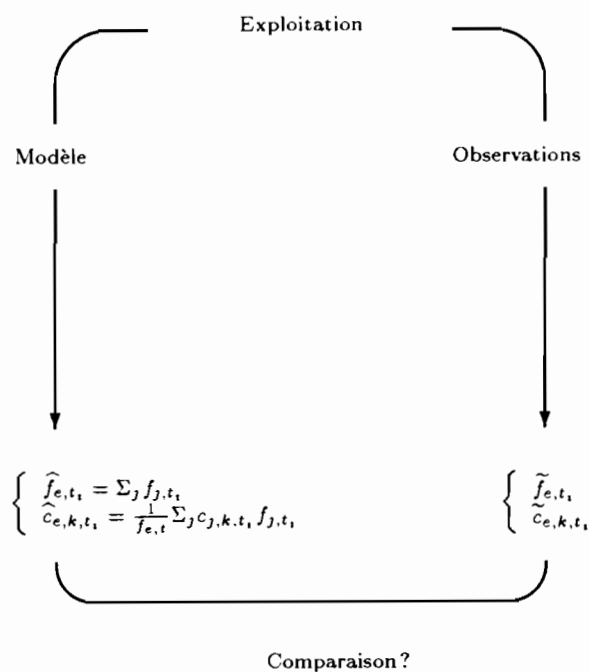 Exploitation
Modèle Observations
{ f̂_{e,t_i} = Σ_j f_{j,t_i}
ĉ_{e,k,t_i} = 1/f_{e,t} Σ_j c_{j,k,t_i} f_{j,t_i}
{ f̃_{e,t_i}
c̃_{e,k,t_i}
Comparaison ?